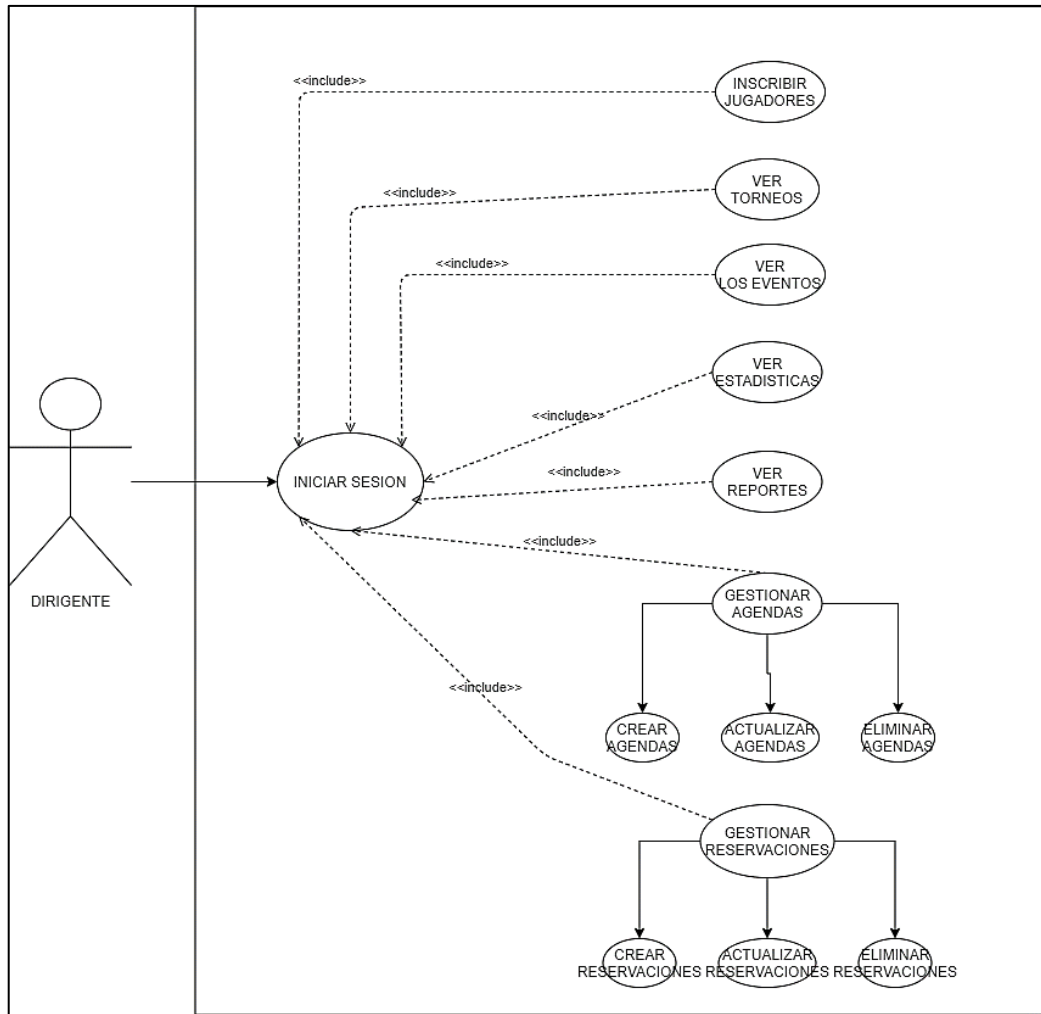 <<include>>
INSCRIBIR
JUGADORES
<<include>>
VER
TORNEOS
<<include>>
VER
LOS EVENTOS
VER
ESTADISTICAS
<<include>>
INICIAR SESION
<<include>>
VER
REPORTES
<<include>>
DIRIGENTE
GESTIONAR
AGENDAS
<<include>>
CREAR
AGENDAS
ACTUALIZAR
AGENDAS
ELIMINAR
AGENDAS
GESTIONAR
RESERVACIONES
CREAR
RESERVACIONES
ACTUALIZAR
RESERVACIONES
ELIMINAR
RESERVACIONES